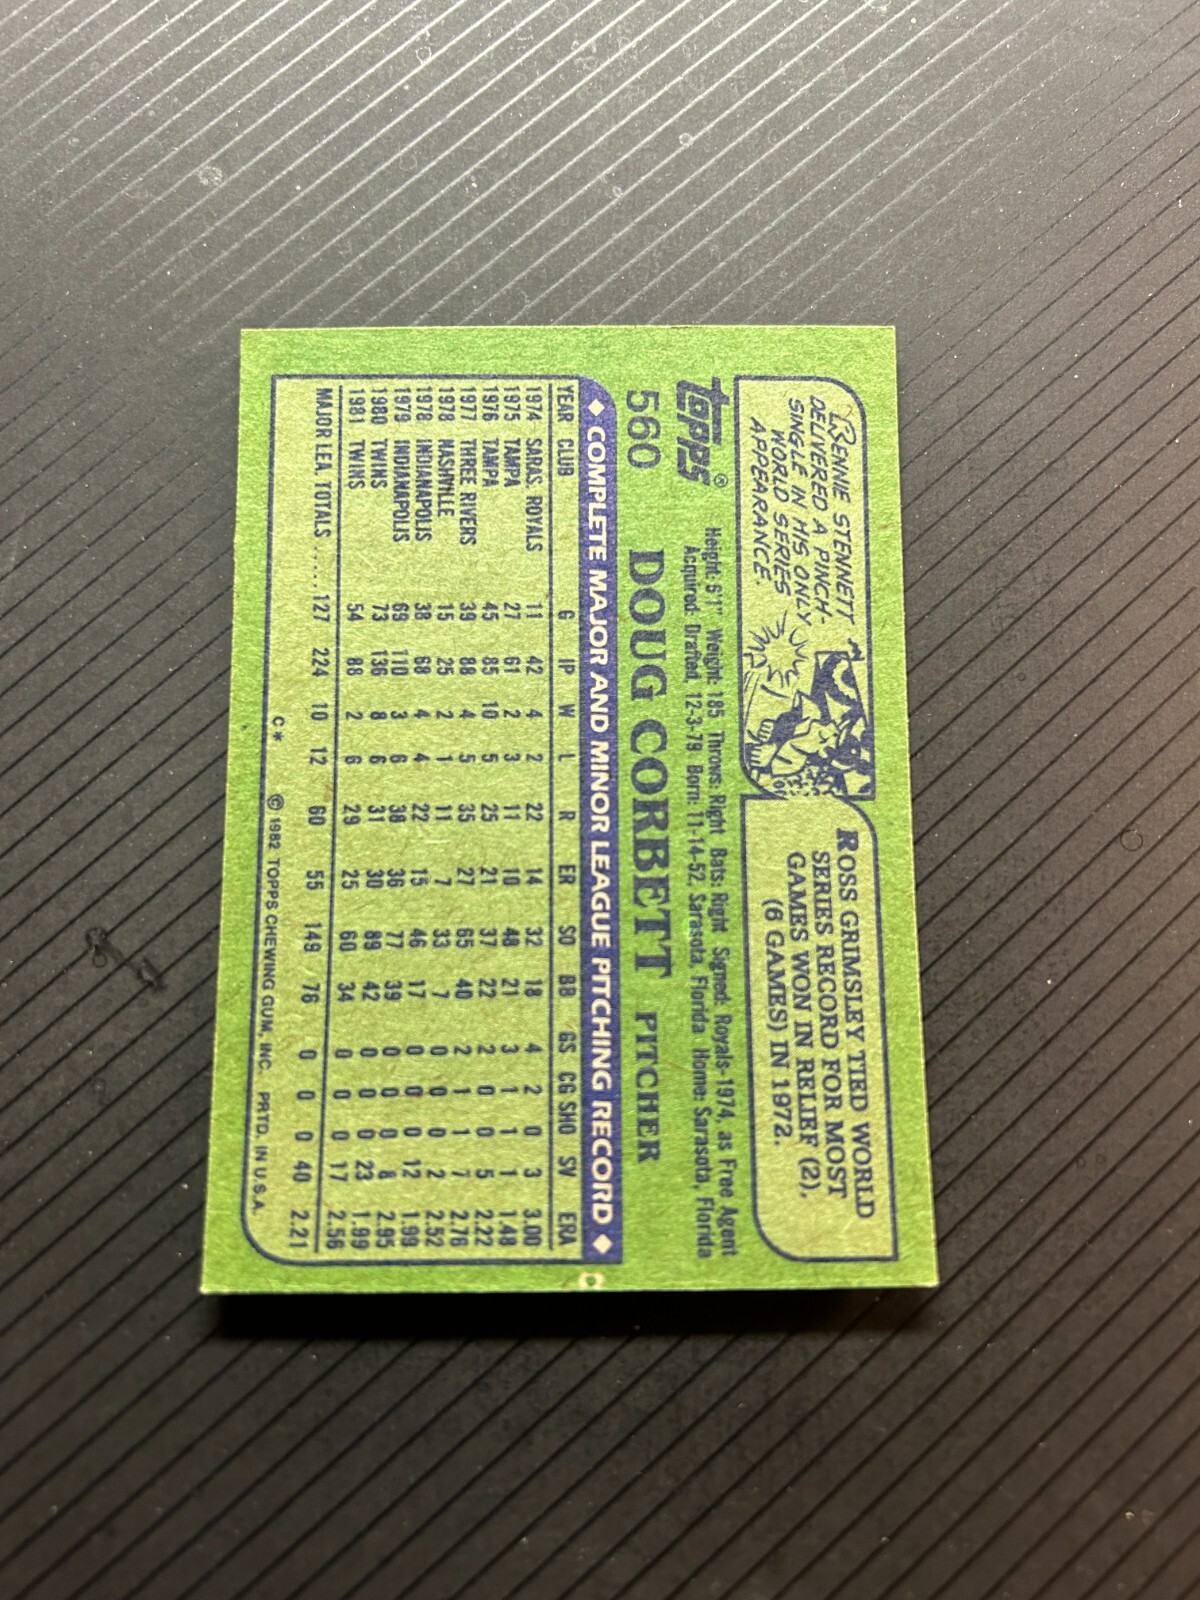 RENNIE STENNETT
DELIVERED A PINCH-
SINGLE IN HIS ONLY
WORLD SERIES
APPEARANCE.
ROSS GRIMSLEY TIED WORLD
SERIES RECORD FOR MOST
GAMES WON IN RELIEF (2),
(6 GAMES) IN 1972.
TOPPS®
Height: 6'1" Weight: 185 Throws: Right Bats: Right Signed: Royals-1974, as Free Agent
Acquired: Drafted, 12-3-79 Born: 11-14-52, Sarasota, Florida Home: Sarasota, Florida
560 DOUG CORBETT PITCHER
COMPLETE MAJOR AND MINOR LEAGUE PITCHING RECORD
C
YEAR CLUB G IP W L R ER SO BB GS CG SHO SV ERA
1974 SARAS. ROYALS 11 42 4 2 22 14 32 18 4 2 0 3 3.00
1975 TAMPA 27 61 2 3 11 10 48 21 3 1 1 1 1.48
1976 TAMPA 45 85 10 5 25 21 37 22 2 0 0 5 2.22
1977 THREE RIVERS 39 88 4 5 35 27 65 40 2 1 1 7 2.76
1978 NASHVILLE 15 25 2 1 11 7 33 7 0 0 0 2 2.52
1978 INDIANAPOLIS 38 68 4 4 22 15 46 17 0 0 0 12 1.99
1979 INDIANAPOLIS 69 110 3 6 38 36 77 39 0 0 0 8 2.95
1980 TWINS 73 136 8 6 31 30 89 42 0 0 0 23 1.99
1981 TWINS 54 88 2 6 29 25 60 34 0 0 0 17 2.56
MAJOR LEA. TOTALS ...... 127 224 10 12 60 55 149 76 0 0 0 40 2.21
C* © 1982 TOPPS CHEWING GUM, INC. PRTD. IN U.S.A.